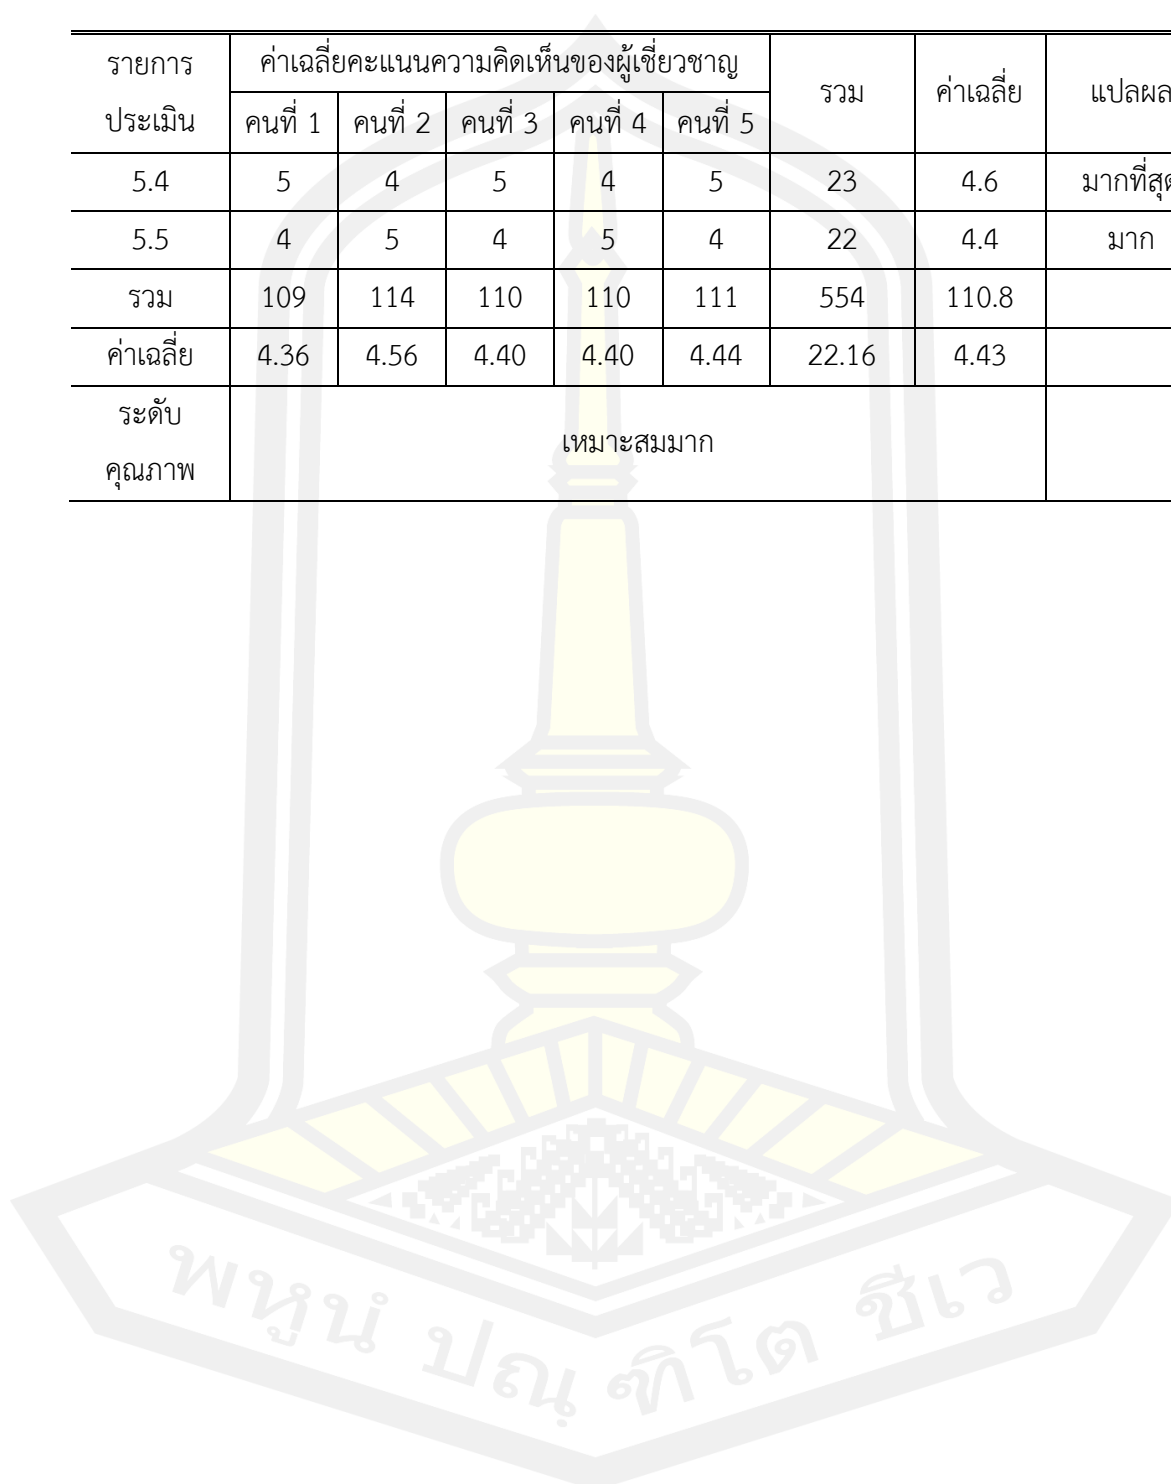 รายการ ค่าเฉลี่ยคะแนนความคิดเห็นของผู้เชี่ยวชาญ รวม ค่าเฉลี่ย แปลผล
ประเมิน คนที่ 1 คนที่ 2 คนที่ 3 คนที่ 4 คนที่ 5
5.4 5 4 5 4 5 23 4.6 มากที่สุด
5.5 4 5 4 5 4 22 4.4 มาก
รวม 109 114 110 110 111 554 110.8
ค่าเฉลี่ย 4.36 4.56 4.40 4.40 4.44 22.16 4.43
ระดับ
คุณภาพ เหมาะสมมาก
พหูนํ ปณฺฑิโต ชีเว